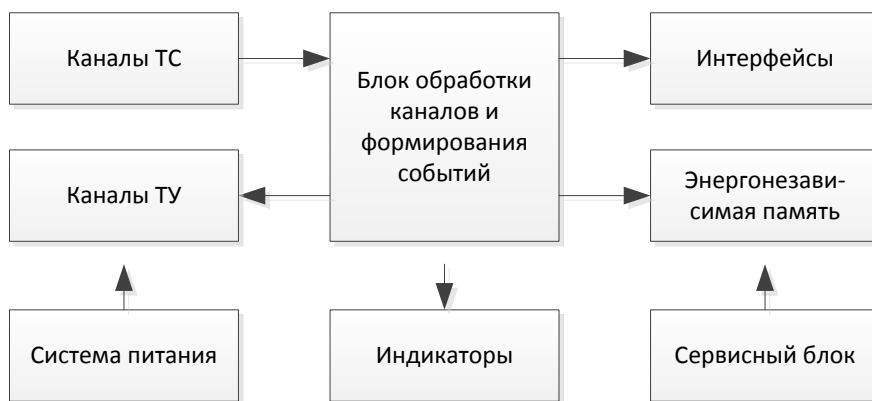 Каналы ТС
Блок обработки
каналов и
формирования
событий
Интерфейсы
Каналы ТУ
Энергонезави-
симая память
Система питания
Индикаторы
Сервисный блок